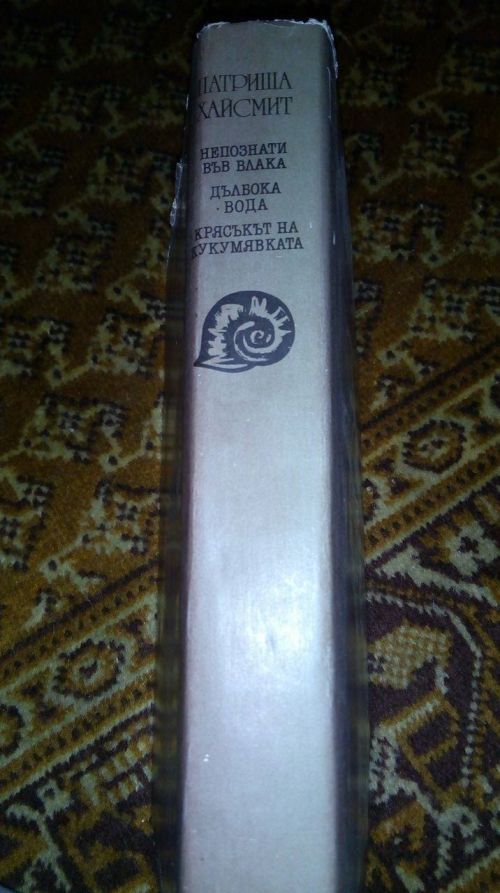 ПАТРИША
ХАЙСМИТ
НЕПОЗНАТИ
ВЪВ ВЛАКА
ДЪЛБОКА
ВОДА
КРЯСЪКЪТ НА
КУКУМЯВКАТА